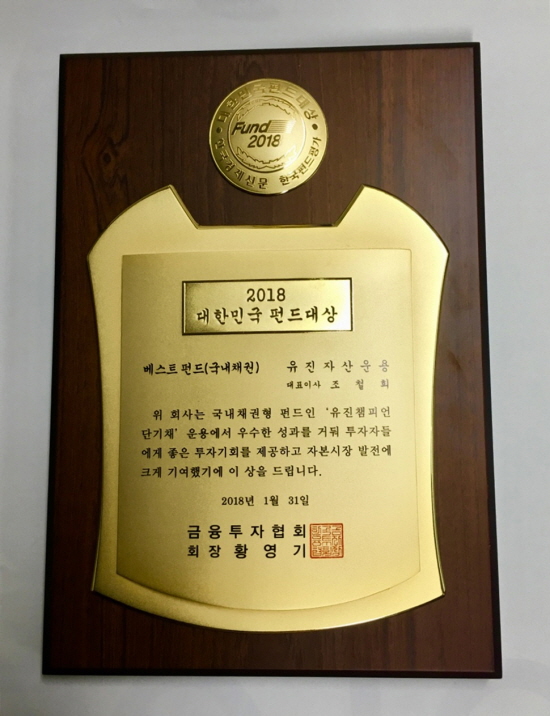 • 대한민국펀드대상 •
Fund
2018
한국경제신문 한국펀드평가
2018
대한민국 펀드대상
베스트 펀드(국내채권) 유진자산운용
대표이사 조철희
위 회사는 국내채권형 펀드인 ‘유진챔피언
단기채’ 운용에서 우수한 성과를 거둬 투자자들
에게 좋은 투자기회를 제공하고 자본시장 발전에
크게 기여했기에 이 상을 드립니다.
2018년 1월 31일
금융투자협회
회장 황영기